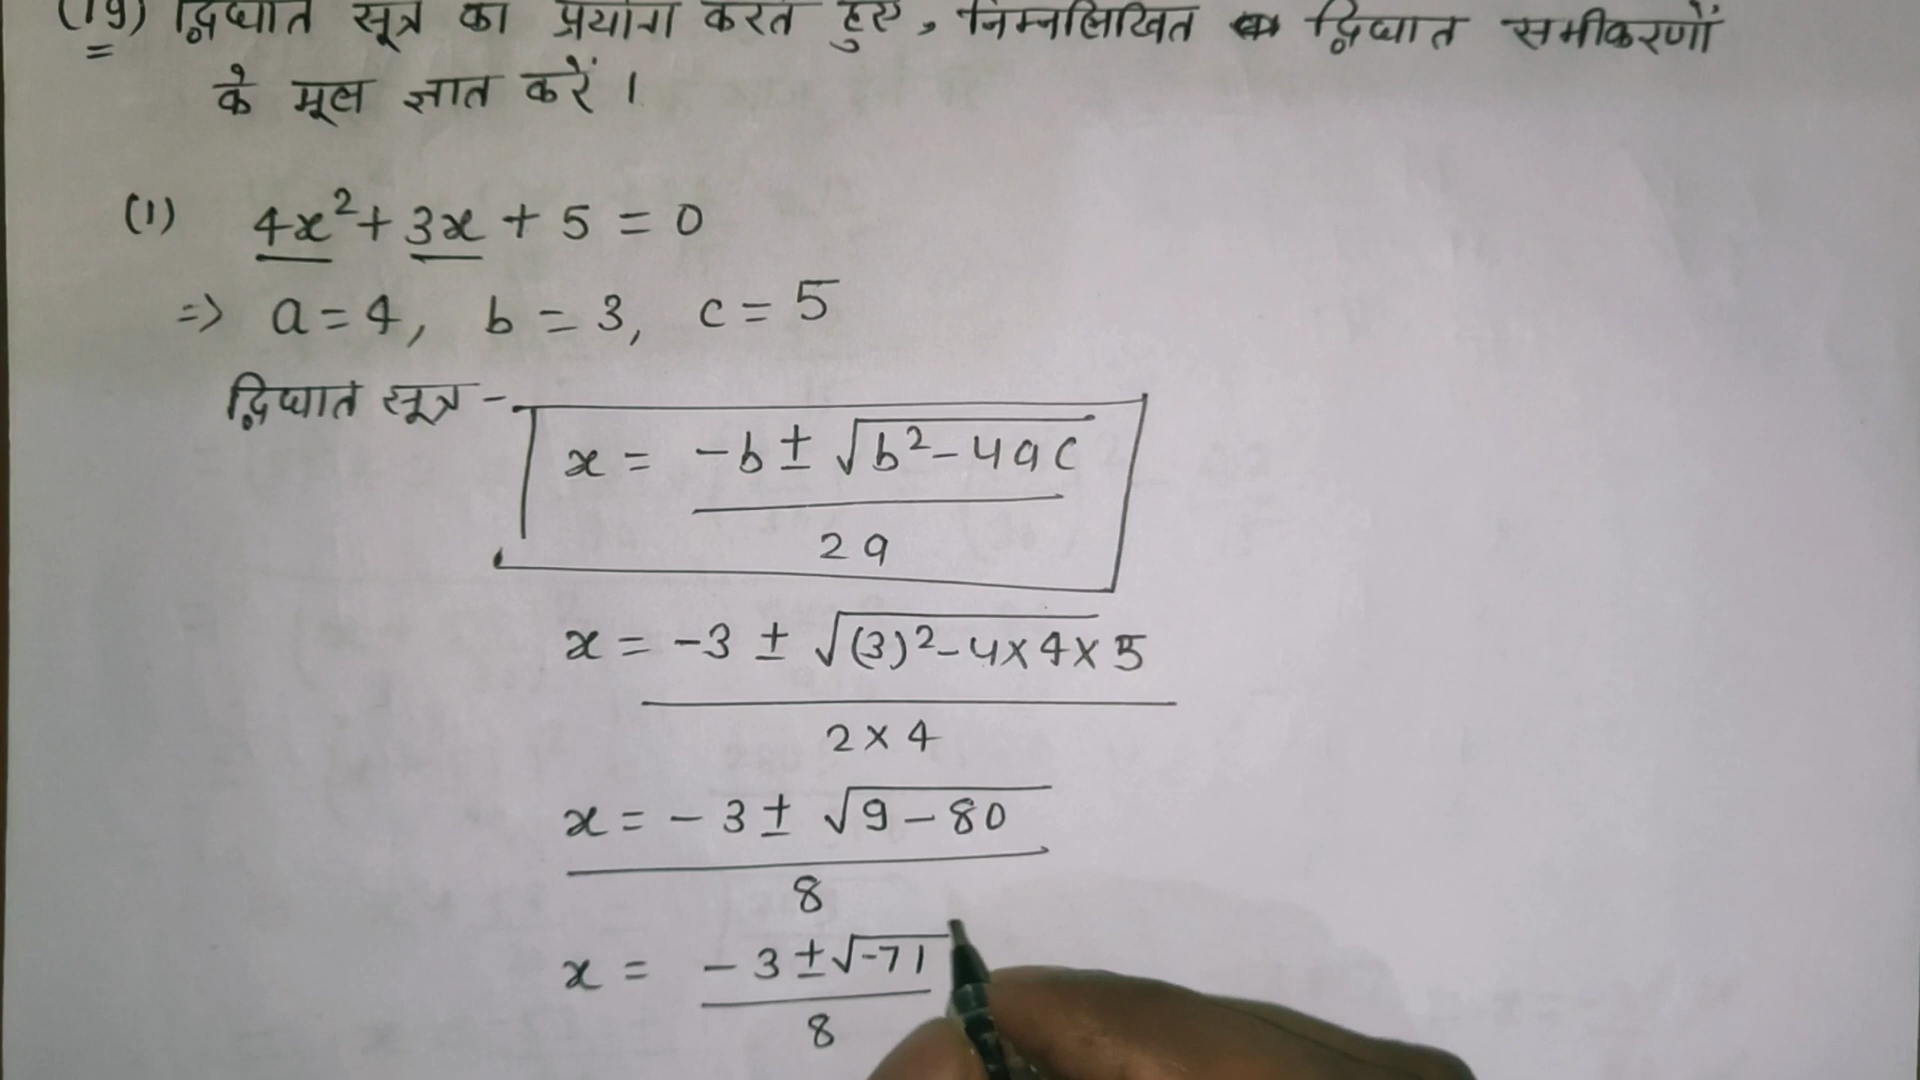 (19) द्विघात सूत्र का प्रयोग करते हुए, निम्नलिखित द्विघात समीकरणों
के मूल ज्ञात करें ।
(1) 4x² + 3x + 5 = 0
=> a = 4, b = 3, c = 5
द्विघात सूत्र -
x = -b ± √b² - 4ac
2a
x = -3 ± √(3)² - 4 × 4 × 5
2 × 4
x = - 3 ± √9 - 80
8
x = - 3 ± √-71
8